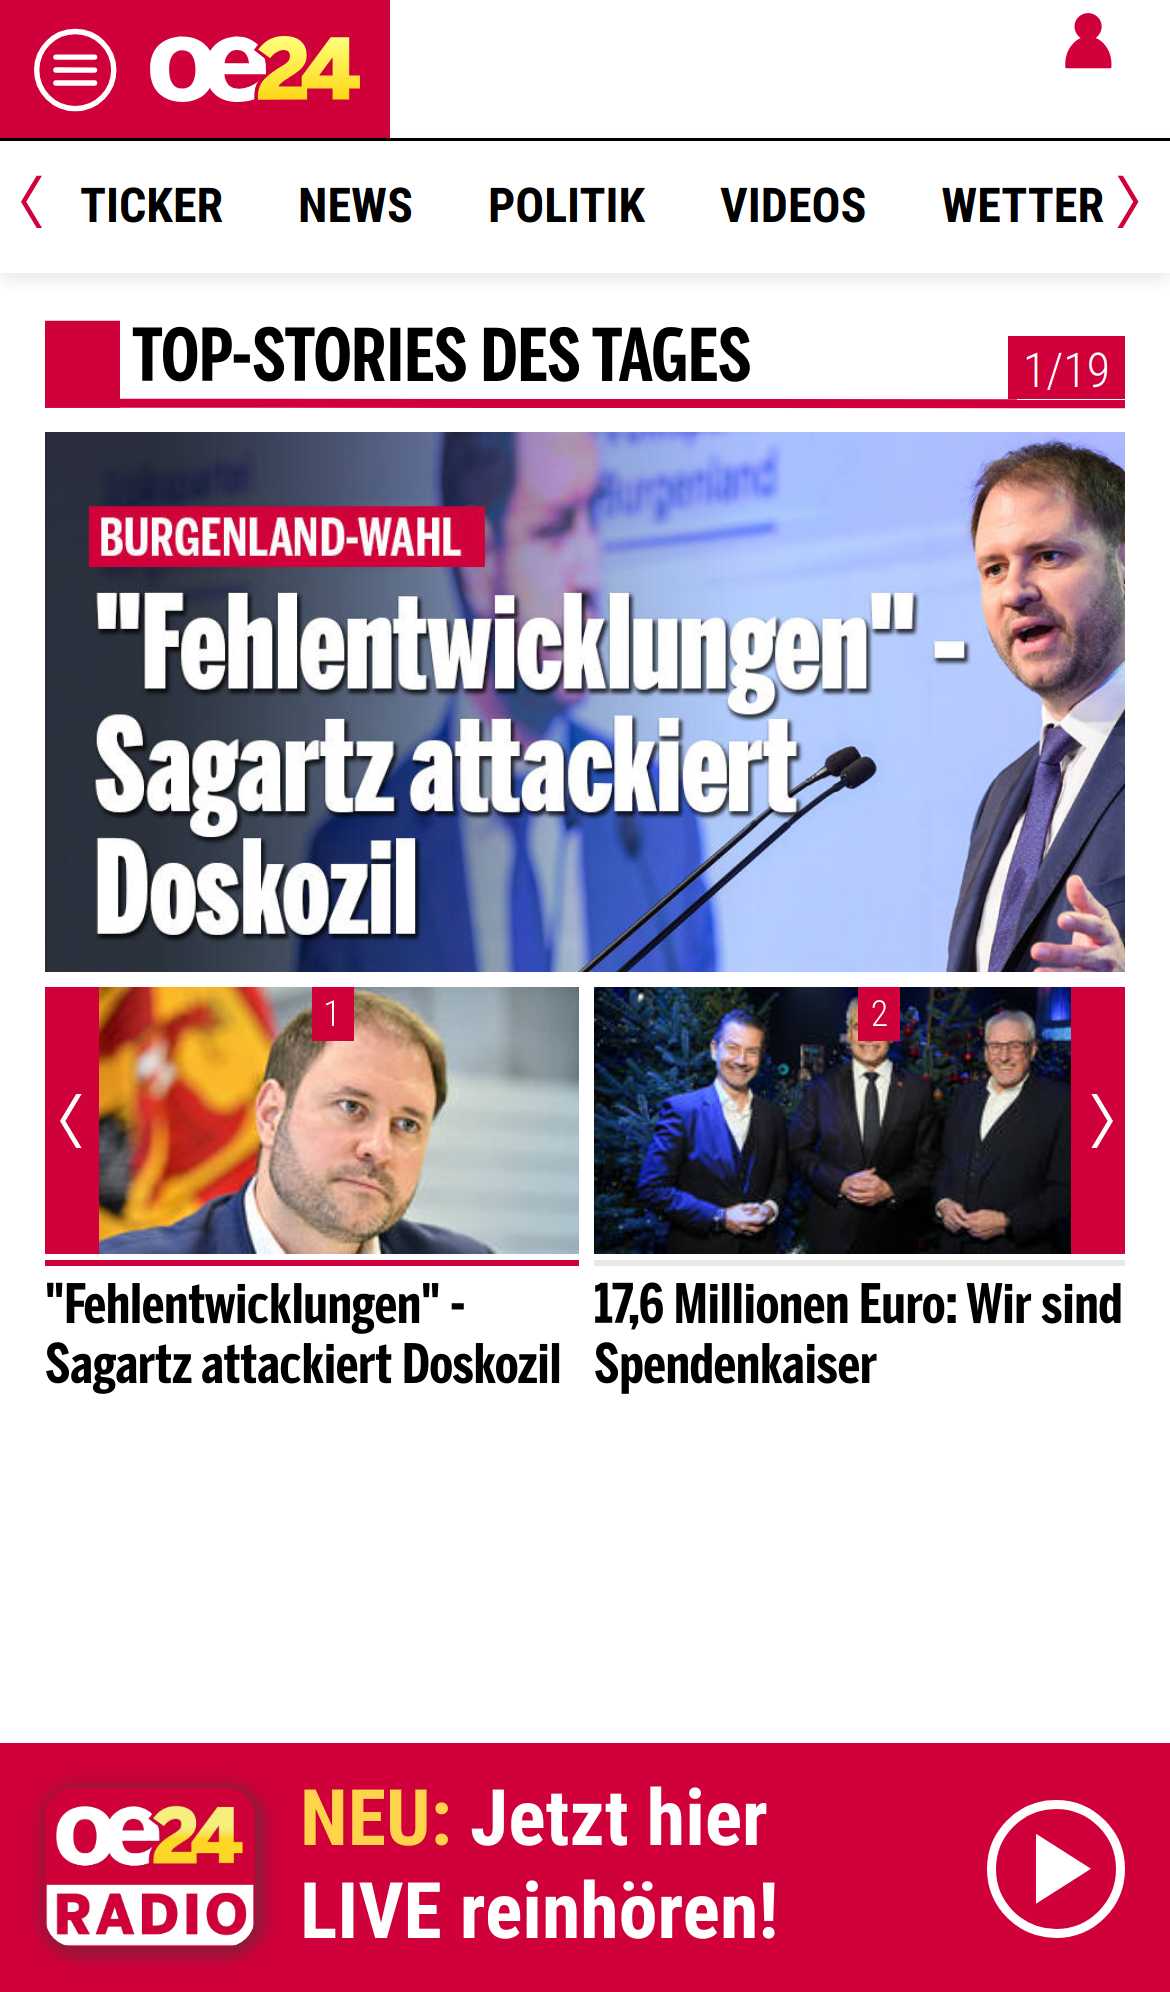 oe24
TICKER NEWS POLITIK VIDEOS WETTER
TOP-STORIES DES TAGES
1/19
Burgenland
BURGENLAND-WAHL
"Fehlentwicklungen" -
Sagartz attackiert
Doskozil
1
2
"Fehlentwicklungen" -
Sagartz attackiert Doskozil
17,6 Millionen Euro: Wir sind
Spendenkaiser
oe24
RADIO
NEU: Jetzt hier
LIVE reinhören!